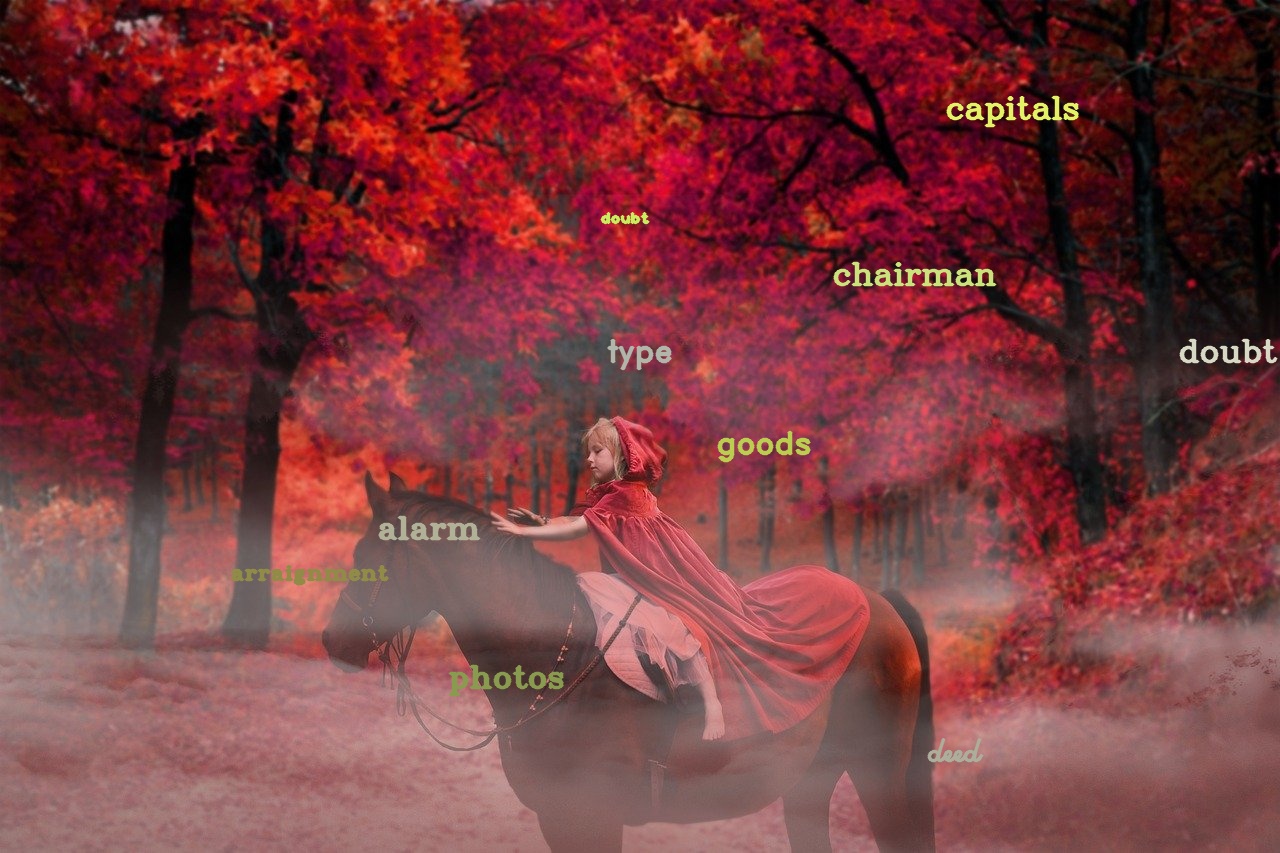 capitals
doubt
chairman
type
doubt
goods
alarm
arraignment
photos
deed